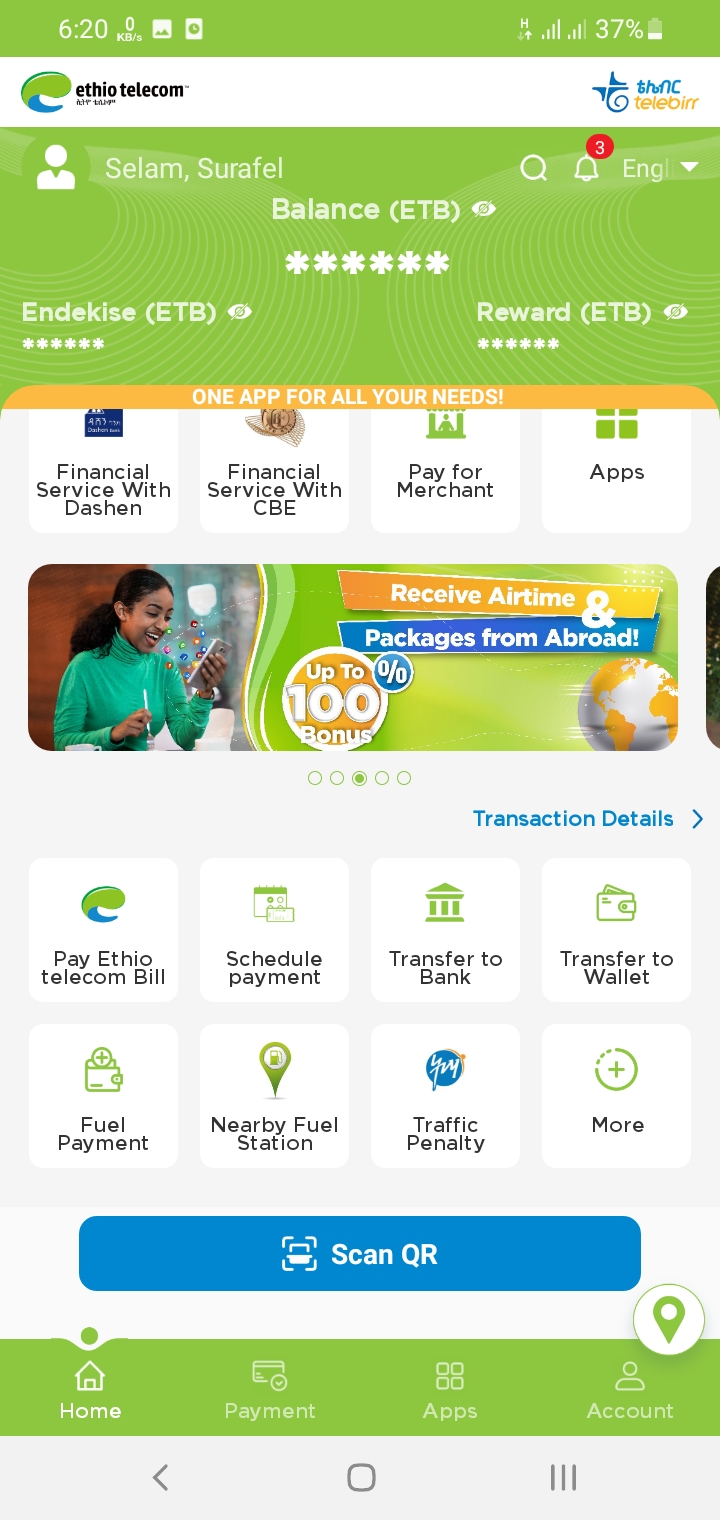 6:20
0
KB/s
H
37%
ethio telecom
ኢትዮ ቴሌኮም
ቴሌብር
telebirr
Selam, Surafel
3
Engl
Balance (ETB)
******
Endekise (ETB)
Reward (ETB)
******
******
ONE APP FOR ALL YOUR NEEDS!
ዳሸን ባንክ
Dashen Bank
Financial
Service With
Dashen
Financial
Service With
CBE
Pay for
Merchant
Apps
Receive Airtime &
Packages from Abroad!
Up To
100 %
Bonus
Transaction Details
Pay Ethio
telecom Bill
Schedule
payment
Transfer to
Bank
Transfer to
Wallet
Fuel
Payment
Nearby Fuel
Station
Traffic
Penalty
More
Scan QR
Home
Payment
Apps
Account